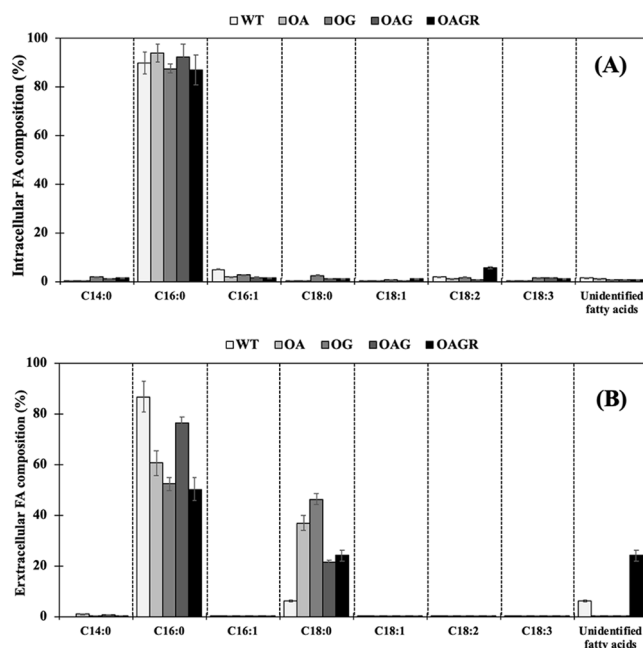 WT OA OG OAG OAGR
(A)
Intracellular FA composition (%)
100
80
60
40
20
0
C14:0 C16:0 C16:1 C18:0 C18:1 C18:2 C18:3 Unidentified
fatty acids
WT OA OG OAG OAGR
(B)
Erxtracellular FA composition (%)
100
80
60
40
20
0
C14:0 C16:0 C16:1 C18:0 C18:1 C18:2 C18:3 Unidentified
fatty acids